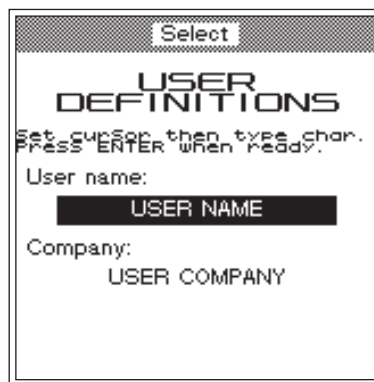 Select
USER
DEFINITIONS
Set cursor then type char.
Press ENTER when ready.
User name:
USER NAME
Company:
USER COMPANY